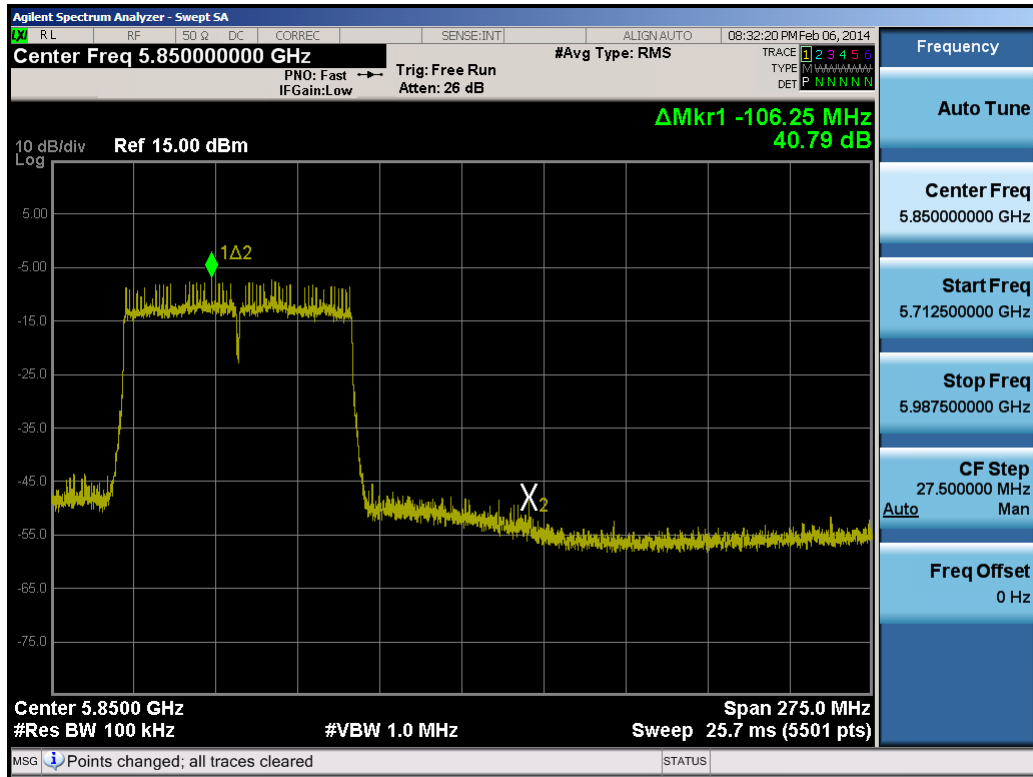 Agilent Spectrum Analyzer - Swept SA
LXI RL RF 50 Ω DC CORREC SENSE:INT ALIGNAUTO 08:32:20 PM Feb 06, 2014
Center Freq 5.850000000 GHz
#Avg Type: RMS
PNO: Fast
IFGain:Low
Trig: Free Run
Atten: 26 dB
TRACE 1 2 3 4 5 6
TYPE M W W W W W
DET P N N N N N
ΔMkr1 -106.25 MHz
40.79 dB
10 dB/div Ref 15.00 dBm
Log
5.00
-5.00
-15.0
-25.0
-35.0
-45.0
-55.0
-65.0
-75.0
1Δ2
X2
Center 5.8500 GHz Span 275.0 MHz
#Res BW 100 kHz #VBW 1.0 MHz Sweep 25.7 ms (5501 pts)
MSG Points changed; all traces cleared STATUS
Frequency
Auto Tune
Center Freq
5.850000000 GHz
Start Freq
5.712500000 GHz
Stop Freq
5.987500000 GHz
CF Step
27.500000 MHz
Auto Man
Freq Offset
0 Hz